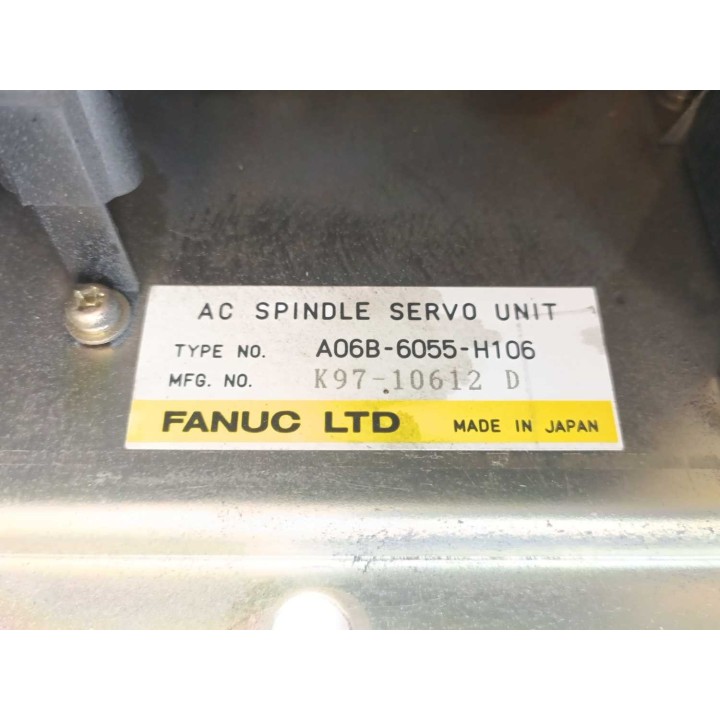 AC SPINDLE SERVO UNIT
TYPE NO. A06B-6055-H106
MFG. NO. K97-10612 D
FANUC LTD MADE IN JAPAN